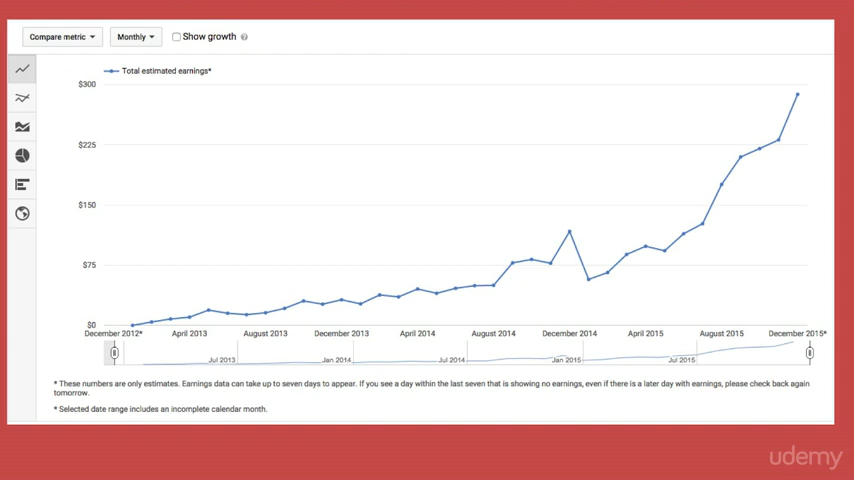 Compare metric
Monthly
Show growth
?
Total estimated earnings*
$300
$225
$150
$75
$0
December 2012* April 2013 August 2013 December 2013 April 2014 August 2014 December 2014 April 2015 August 2015 December 2015*
Jul 2013 Jan 2014 Jul 2014 Jan 2015 Jul 2015
* These numbers are only estimates. Earnings data can take up to seven days to appear. If you see a day within the last seven that is showing no earnings, even if there is a later day with earnings, please check back again
tomorrow.
* Selected date range includes an incomplete calendar month.
udemy